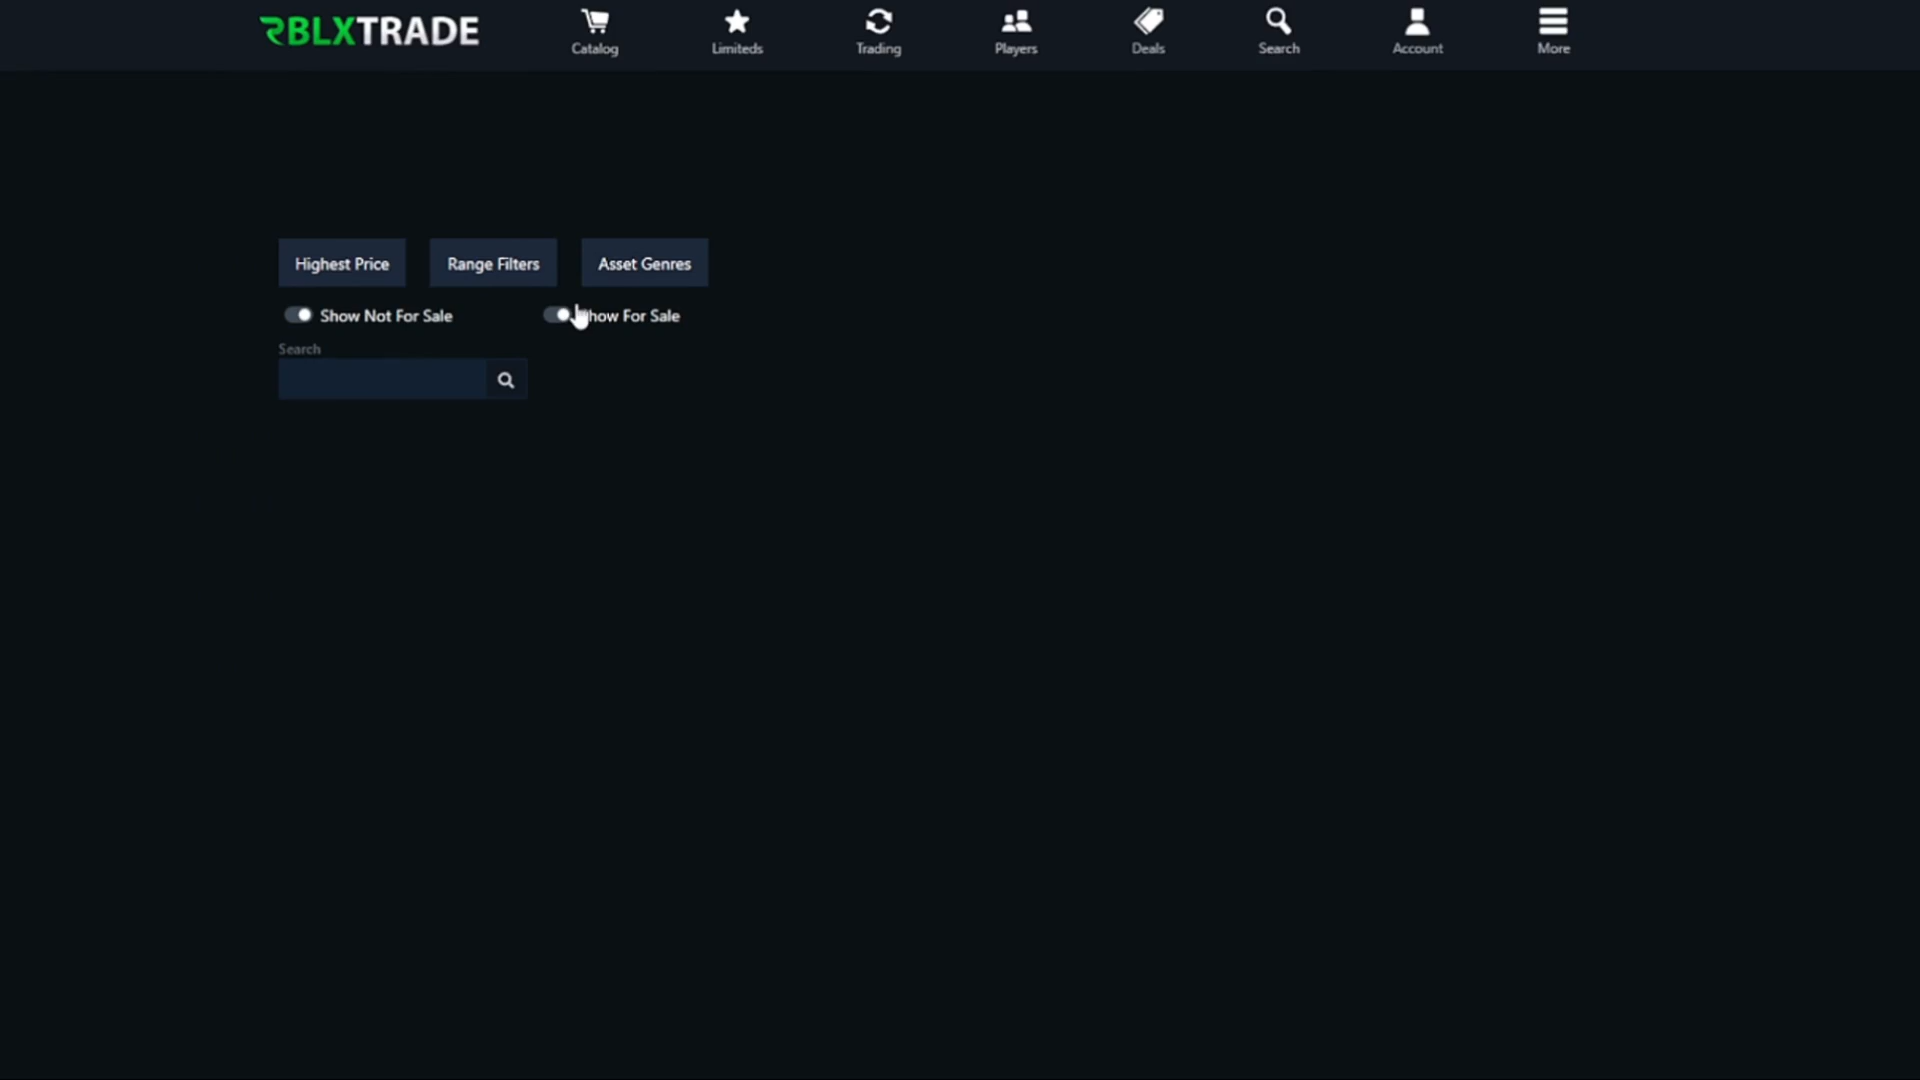 RBLXTRADE
Catalog
Limiteds
Trading
Players
Deals
Search
Account
More
Highest Price
Range Filters
Asset Genres
Show Not For Sale
how For Sale
Search